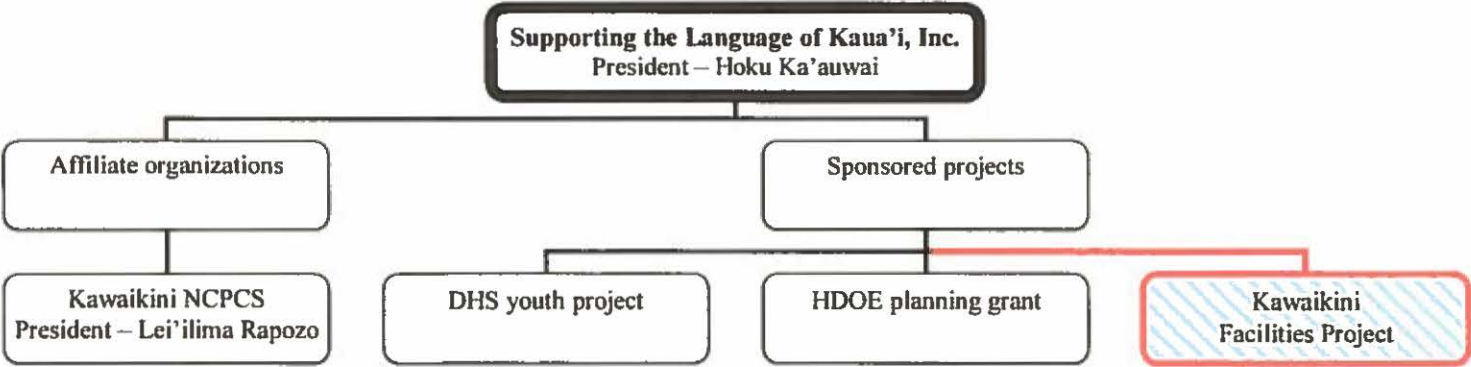 Supporting the Language of Kaua'i, Inc.
President – Hoku Ka'auwai
Affiliate organizations
Sponsored projects
Kawaikini NCPCS
President – Lei'ilima Rapozo
DHS youth project
HDOE planning grant
Kawaikini
Facilities Project